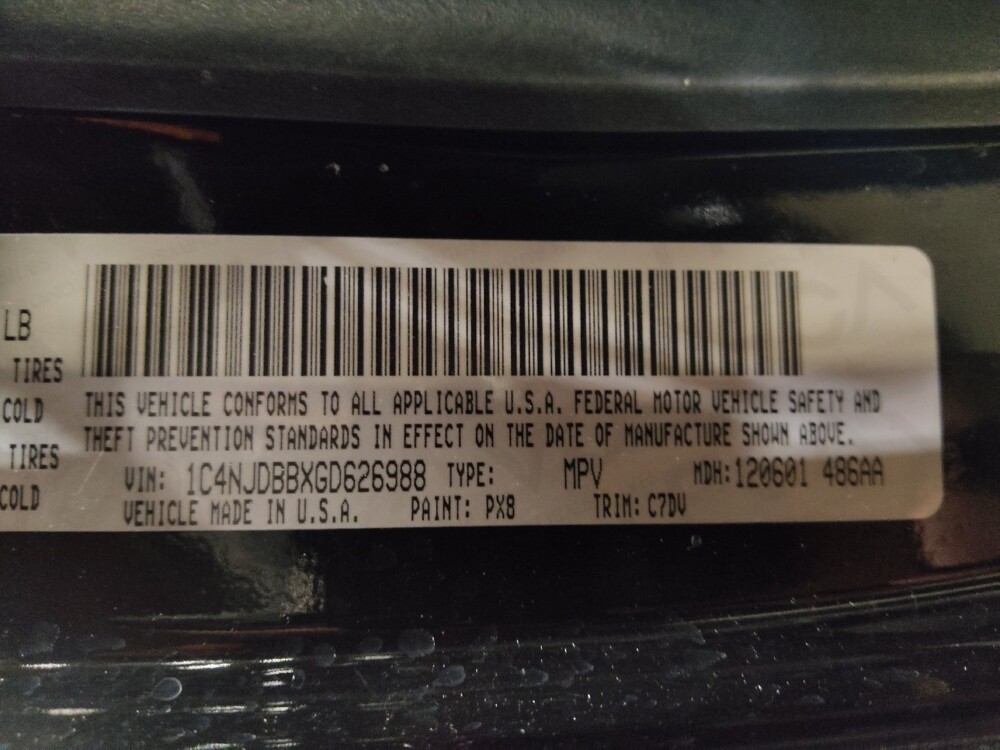 LB
TIRES
COLD
TIRES
COLD
THIS VEHICLE CONFORMS TO ALL APPLICABLE U.S.A. FEDERAL MOTOR VEHICLE SAFETY AND
THEFT PREVENTION STANDARDS IN EFFECT ON THE DATE OF MANUFACTURE SHOWN ABOVE.
VIN: 1C4NJDBBXGD626988 TYPE: MPV MDH:120601 486AA
VEHICLE MADE IN U.S.A. PAINT: PX8 TRIM: C7DV